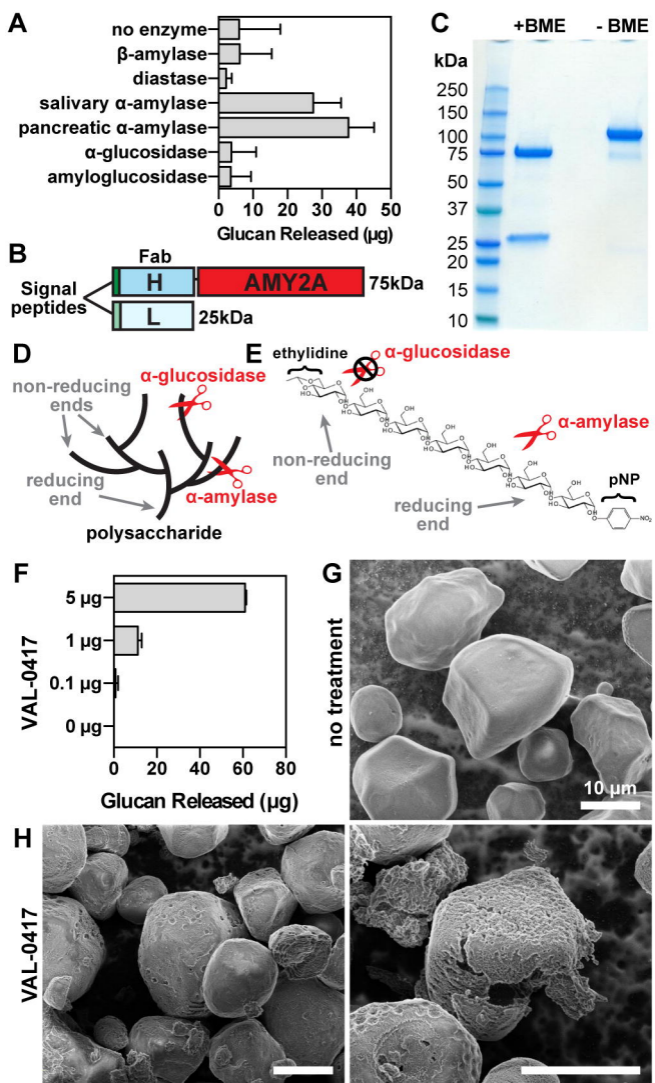 A
no enzyme
β-amylase
diastase
salivary α-amylase
pancreatic α-amylase
α-glucosidase
amyloglucosidase
0 10 20 30 40 50
Glucan Released (µg)
B
Fab
Signal
peptides
H
AMY2A
75kDa
L
25kDa
C
+BME
- BME
kDa
250
150
100
75
50
37
25
20
15
10
D
α-glucosidase
non-reducing
ends
reducing
end
α-amylase
polysaccharide
E
ethylidine
α-glucosidase
α-amylase
non-reducing
end
reducing
end
pNP
F
VAL-0417
5 µg
1 µg
0.1 µg
0 µg
0 20 40 60 80
Glucan Released (µg)
G
no treatment
10 µm
H
VAL-0417